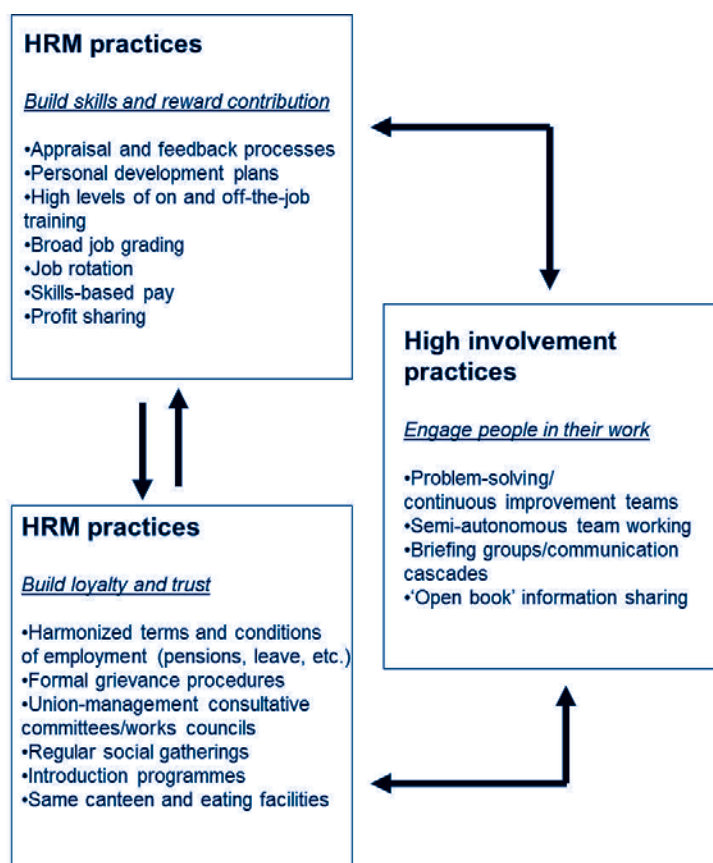 HRM practices
Build skills and reward contribution
•Appraisal and feedback processes
•Personal development plans
•High levels of on and off-the-job
training
•Broad job grading
•Job rotation
•Skills-based pay
•Profit sharing
High involvement
practices
Engage people in their work
•Problem-solving/
continuous improvement teams
•Semi-autonomous team working
•Briefing groups/communication
cascades
•‘Open book’ information sharing
HRM practices
Build loyalty and trust
•Harmonized terms and conditions
of employment (pensions, leave, etc.)
•Formal grievance procedures
•Union-management consultative
committees/works councils
•Regular social gatherings
•Introduction programmes
•Same canteen and eating facilities